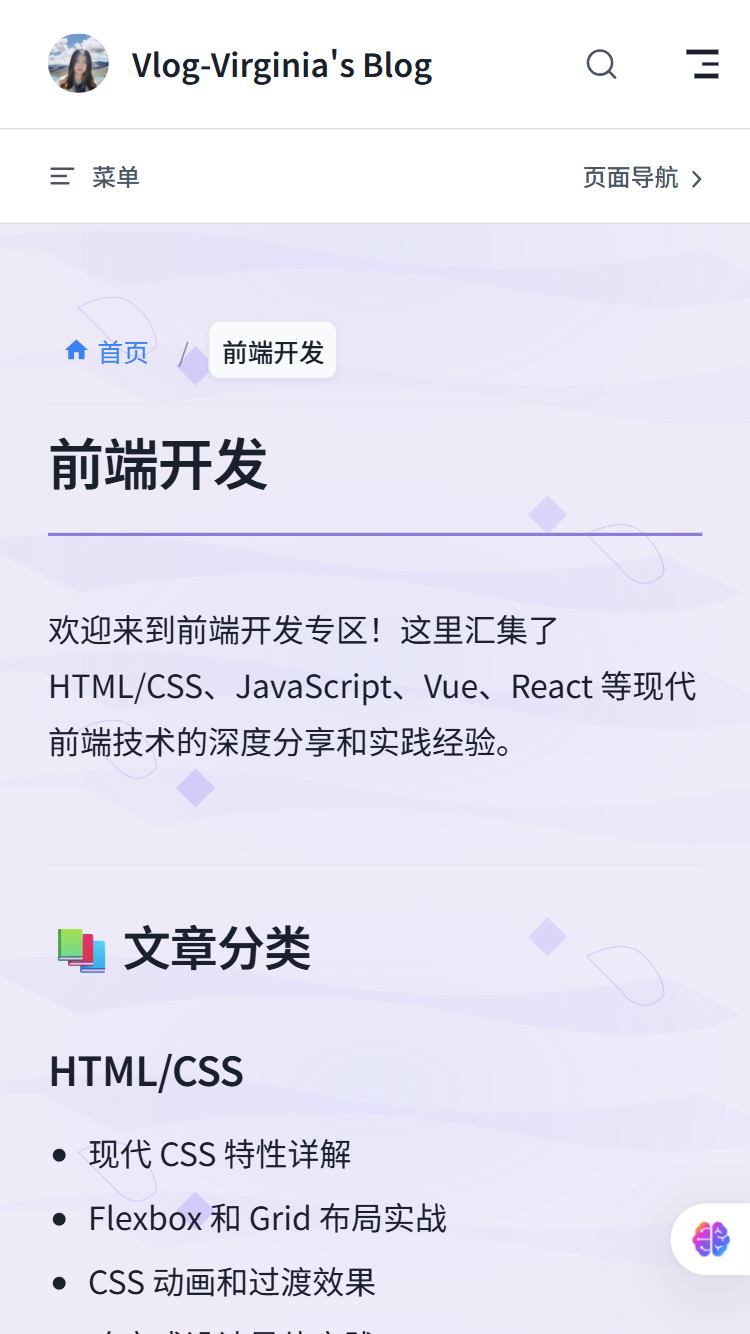 Vlog-Virginia's Blog
菜单
页面导航
首页 / 前端开发
前端开发
欢迎来到前端开发专区！这里汇集了
HTML/CSS、JavaScript、Vue、React 等现代
前端技术的深度分享和实践经验。
文章分类
HTML/CSS
现代 CSS 特性详解
Flexbox 和 Grid 布局实战
CSS 动画和过渡效果